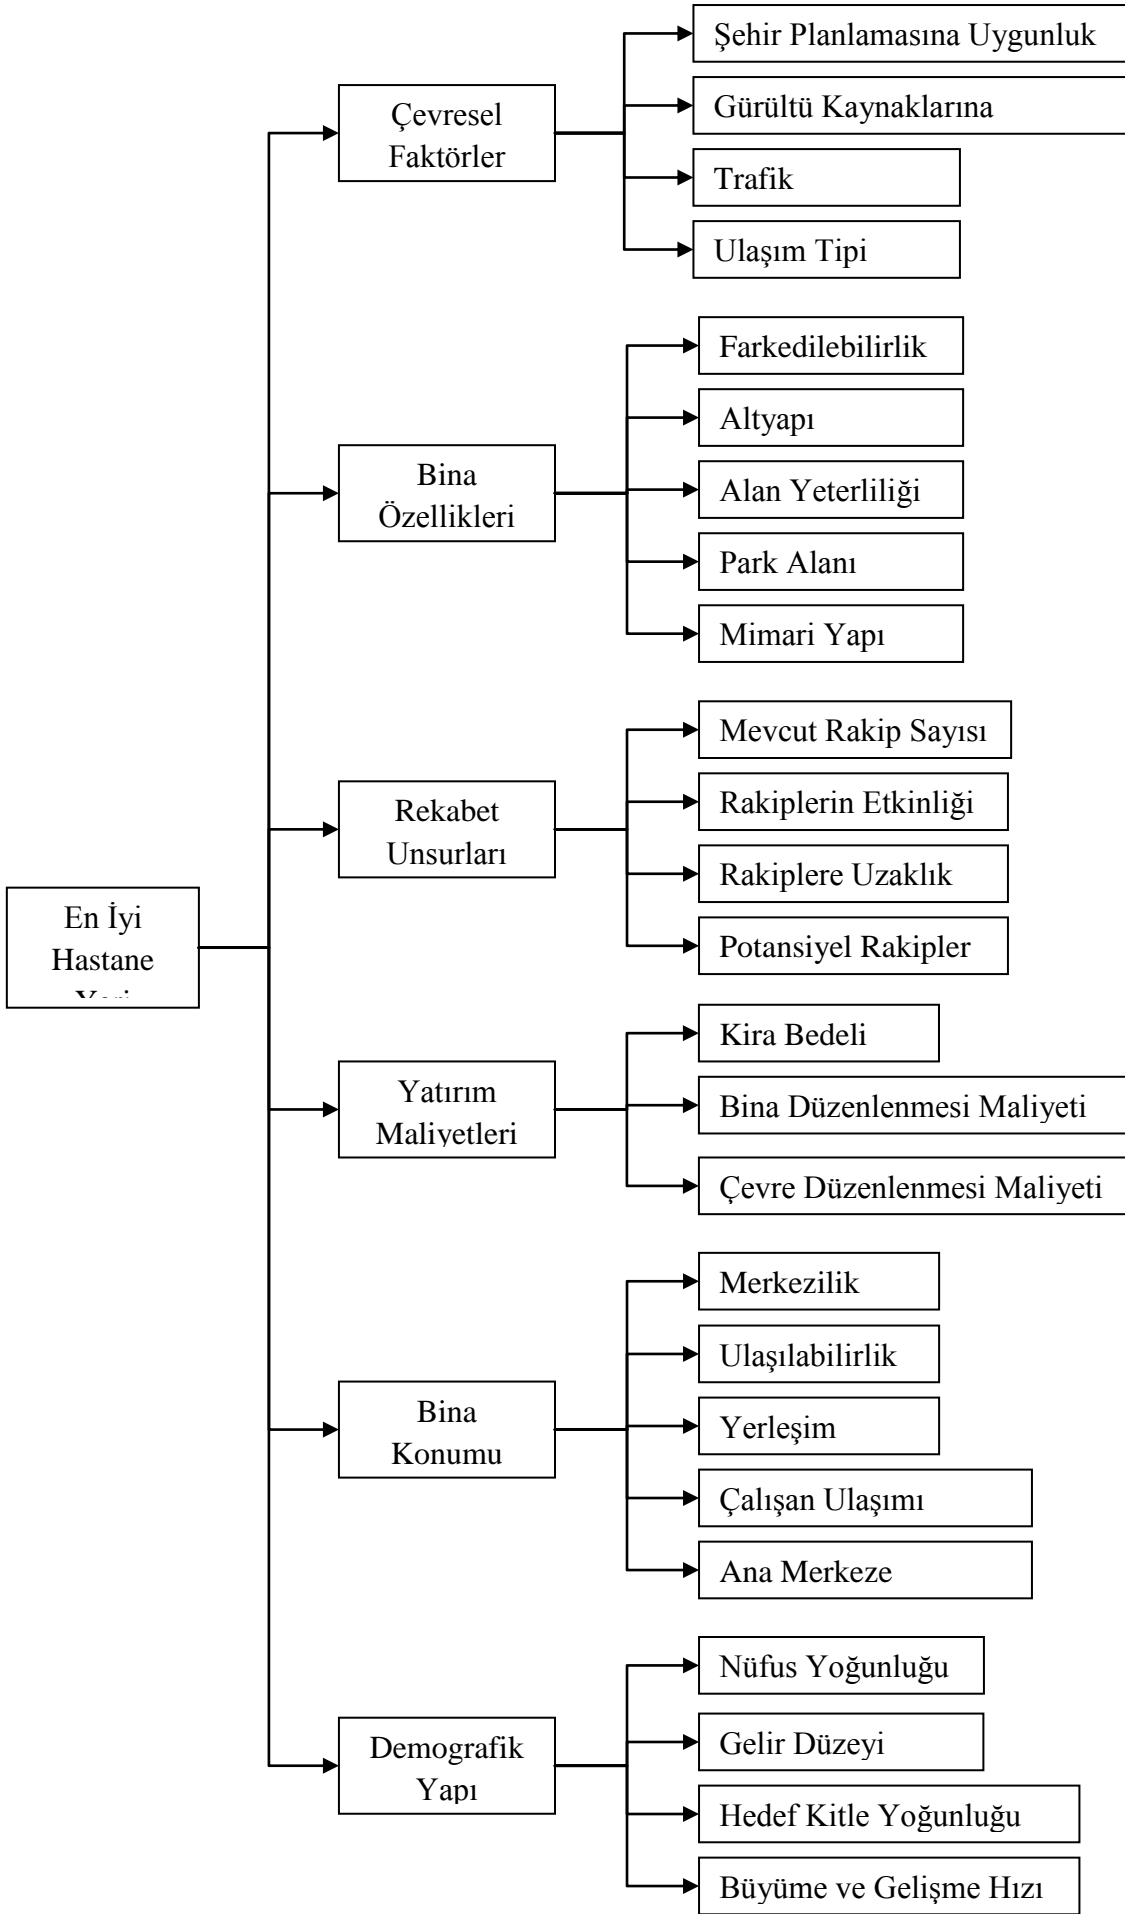 Şehir Planlamasına Uygunluk
Gürültü Kaynaklarına
Çevresel
Faktörler
Trafik
Ulaşım Tipi
Farkedilebilirlik
Altyapı
Bina
Özellikleri
Alan Yeterliliği
Park Alanı
Mimari Yapı
Mevcut Rakip Sayısı
Rakiplerin Etkinliği
Rekabet
Unsurları
Rakiplere Uzaklık
Potansiyel Rakipler
En İyi
Hastane
Kira Bedeli
Yatırım
Maliyetleri
Bina Düzenlenmesi Maliyeti
Çevre Düzenlenmesi Maliyeti
Merkezilik
Ulaşılabilirlik
Bina
Konumu
Yerleşim
Çalışan Ulaşımı
Ana Merkeze
Nüfus Yoğunluğu
Gelir Düzeyi
Demografik
Yapı
Hedef Kitle Yoğunluğu
Büyüme ve Gelişme Hızı